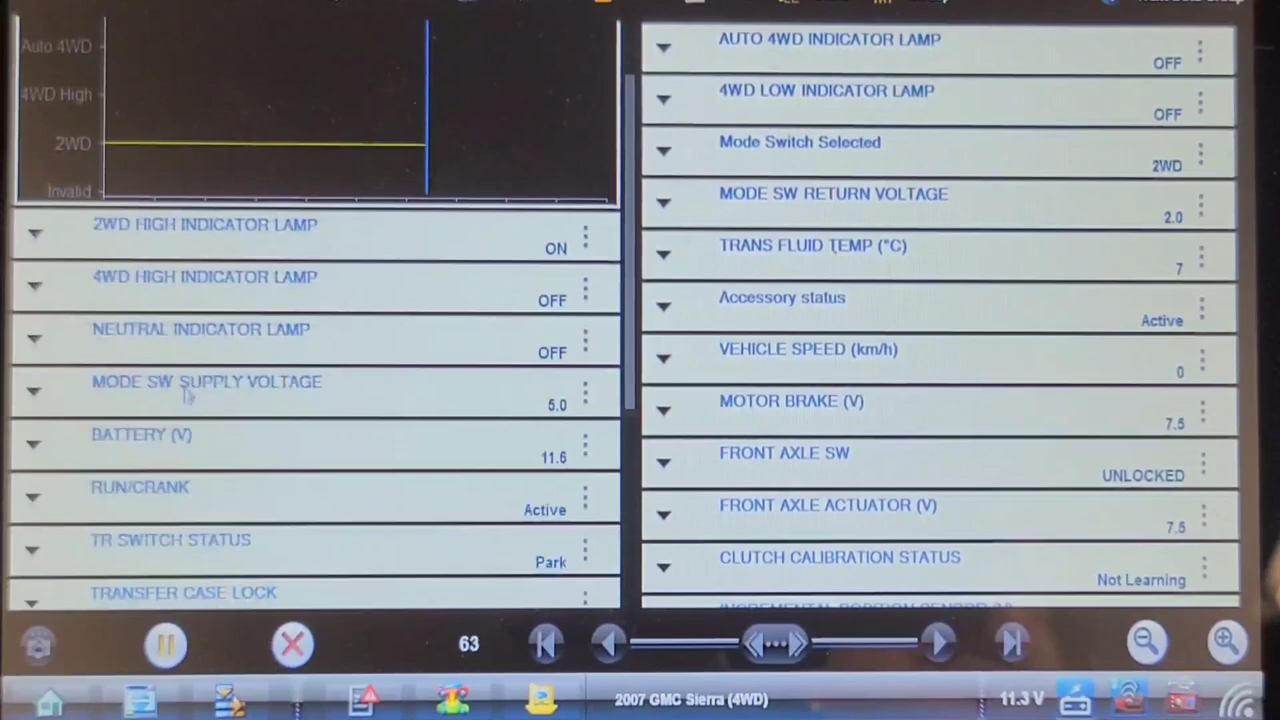 Auto 4WD
4WD High
2WD
Invalid
2WD HIGH INDICATOR LAMP
ON
4WD HIGH INDICATOR LAMP
OFF
NEUTRAL INDICATOR LAMP
OFF
MODE SW SUPPLY VOLTAGE
5.0
BATTERY (V)
11.6
RUN/CRANK
Active
TR SWITCH STATUS
Park
TRANSFER CASE LOCK
AUTO 4WD INDICATOR LAMP
OFF
4WD LOW INDICATOR LAMP
OFF
Mode Switch Selected
2WD
MODE SW RETURN VOLTAGE
2.0
TRANS FLUID TEMP (°C)
7
Accessory status
Active
VEHICLE SPEED (km/h)
0
MOTOR BRAKE (V)
7.5
FRONT AXLE SW
UNLOCKED
FRONT AXLE ACTUATOR (V)
7.5
CLUTCH CALIBRATION STATUS
Not Learning
63
2007 GMC Sierra (4WD)
11.3 V